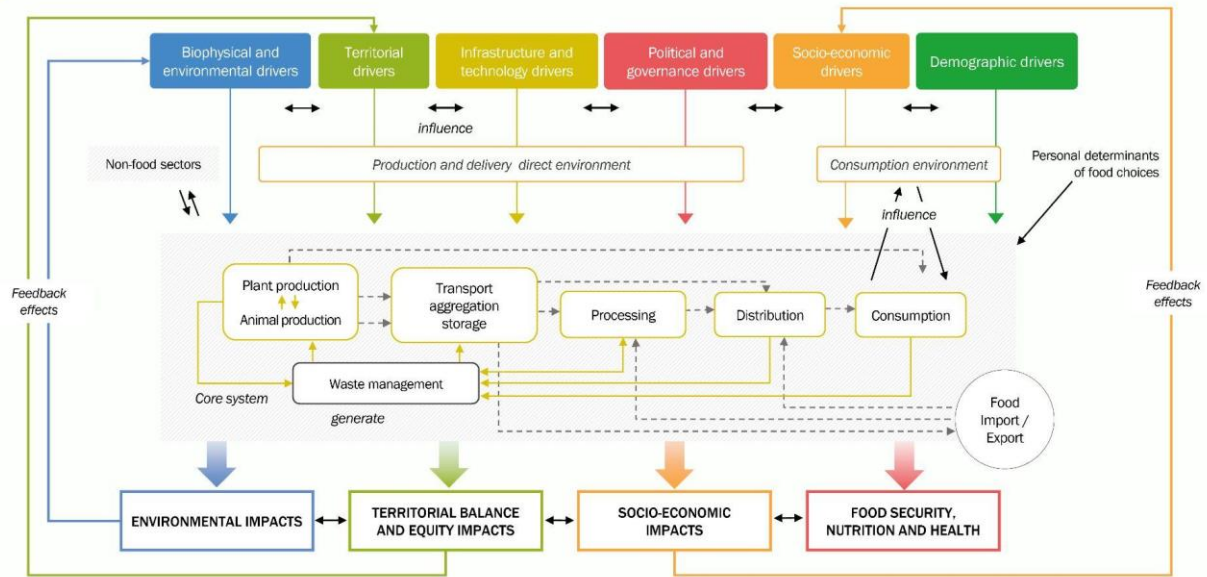 Biophysical and
environmental drivers
Territorial
drivers
Infrastructure and
technology drivers
Political and
governance drivers
Socio-economic
drivers
Demographic drivers
influence
Non-food sectors
Production and delivery direct environment
Consumption environment
Personal determinants
of food choices
influence
Feedback
effects
Plant production
Animal production
Transport
aggregation
storage
Processing
Distribution
Consumption
Feedback
effects
Waste management
Core system
generate
Food
Import /
Export
ENVIRONMENTAL IMPACTS
TERRITORIAL BALANCE
AND EQUITY IMPACTS
SOCIO-ECONOMIC
IMPACTS
FOOD SECURITY,
NUTRITION AND HEALTH